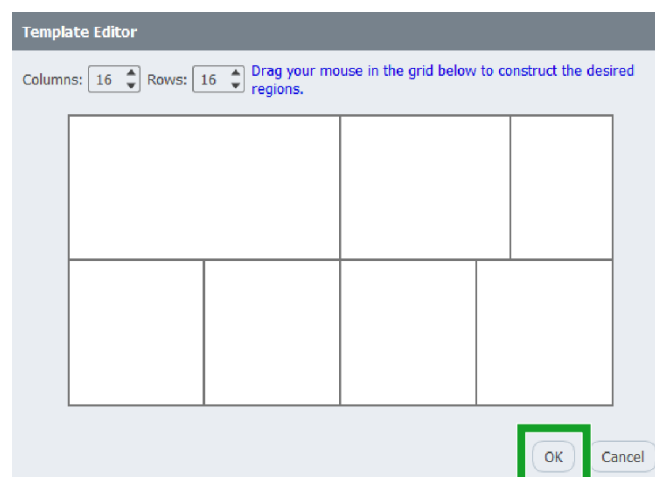 Template Editor
Columns: 16 Rows: 16 Drag your mouse in the grid below to construct the desired
regions.
OK Cancel